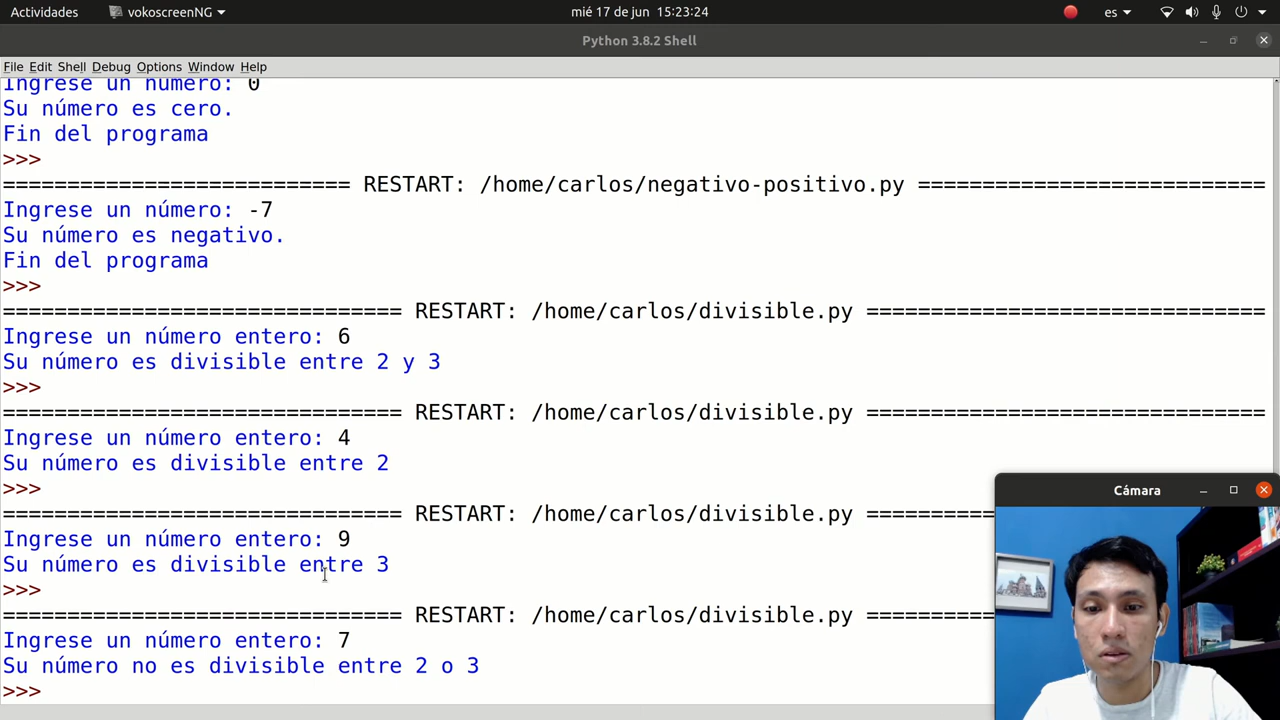 Actividades vokoscreenNG mié 17 de jun 15:23:24 es
Python 3.8.2 Shell
File Edit Shell Debug Options Window Help
Ingrese un número: 0
Su número es cero.
Fin del programa
>>>
=========================== RESTART: /home/carlos/negativo-positivo.py ===========================
Ingrese un número: -7
Su número es negativo.
Fin del programa
>>>
=============================== RESTART: /home/carlos/divisible.py ===============================
Ingrese un número entero: 6
Su número es divisible entre 2 y 3
>>>
=============================== RESTART: /home/carlos/divisible.py ===============================
Ingrese un número entero: 4
Su número es divisible entre 2
>>>
=============================== RESTART: /home/carlos/divisible.py ==========
Ingrese un número entero: 9
Su número es divisible entre 3
>>>
=============================== RESTART: /home/carlos/divisible.py ==========
Ingrese un número entero: 7
Su número no es divisible entre 2 o 3
>>>
Cámara